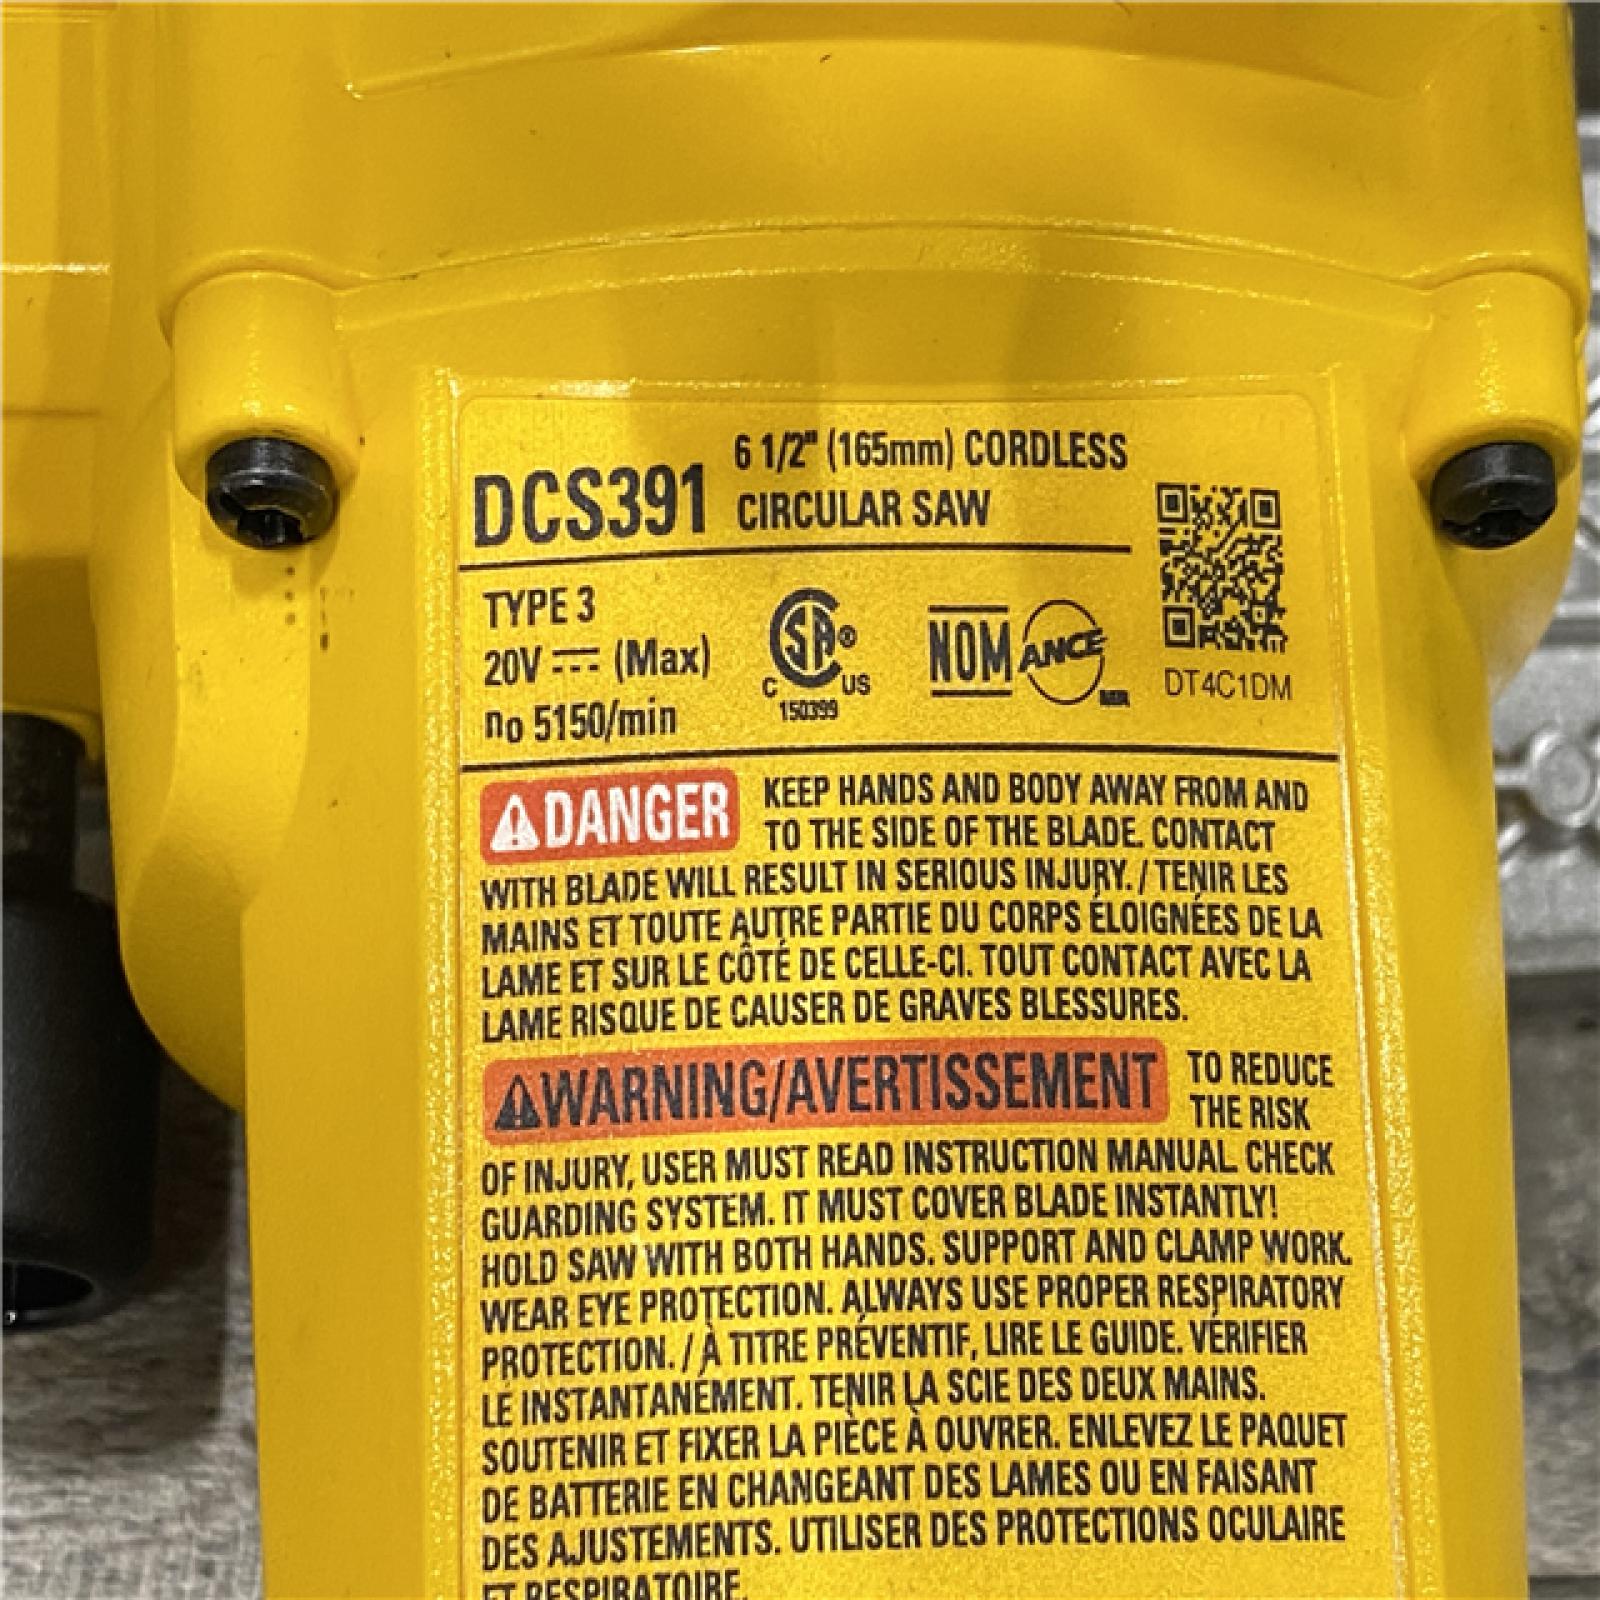 DCS391 6 1/2" (165mm) CORDLESS
CIRCULAR SAW
TYPE 3
20V ⎓ (Max)
no 5150/min
CSA®
C US
150399
NOM
ANCE
DT4C1DM
⚠DANGER KEEP HANDS AND BODY AWAY FROM AND
TO THE SIDE OF THE BLADE. CONTACT
WITH BLADE WILL RESULT IN SERIOUS INJURY. / TENIR LES
MAINS ET TOUTE AUTRE PARTIE DU CORPS ÉLOIGNÉES DE LA
LAME ET SUR LE CÔTÉ DE CELLE-CI. TOUT CONTACT AVEC LA
LAME RISQUE DE CAUSER DE GRAVES BLESSURES.
⚠WARNING/AVERTISSEMENT TO REDUCE
THE RISK
OF INJURY, USER MUST READ INSTRUCTION MANUAL. CHECK
GUARDING SYSTEM. IT MUST COVER BLADE INSTANTLY!
HOLD SAW WITH BOTH HANDS. SUPPORT AND CLAMP WORK.
WEAR EYE PROTECTION. ALWAYS USE PROPER RESPIRATORY
PROTECTION. / À TITRE PRÉVENTIF, LIRE LE GUIDE. VÉRIFIER
LE INSTANTANÉMENT. TENIR LA SCIE DES DEUX MAINS.
SOUTENIR ET FIXER LA PIÈCE À OUVRER. ENLEVEZ LE PAQUET
DE BATTERIE EN CHANGEANT DES LAMES OU EN FAISANT
DES AJUSTEMENTS. UTILISER DES PROTECTIONS OCULAIRE
ET RESPIRATOIRE.